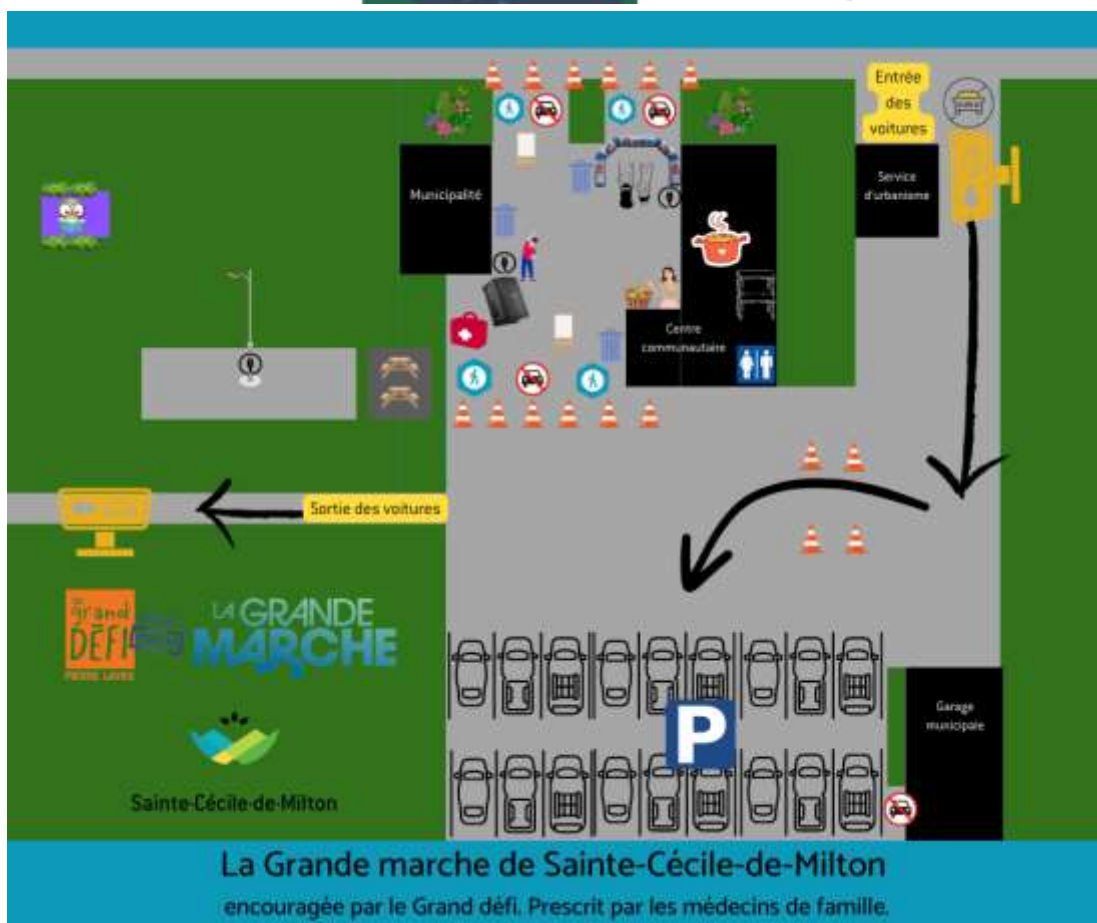 Entrée
des
voitures
Municipalité
Service
d'urbanisme
Centre
communautaire
Sortie des voitures
grand
DÉFI
PIERRE LAVOIE
LA GRANDE
MARCHE
P
Garage
municipale
Sainte-Cécile-de-Milton
La Grande marche de Sainte-Cécile-de-Milton
encouragée par le Grand défi. Prescrit par les médecins de famille.